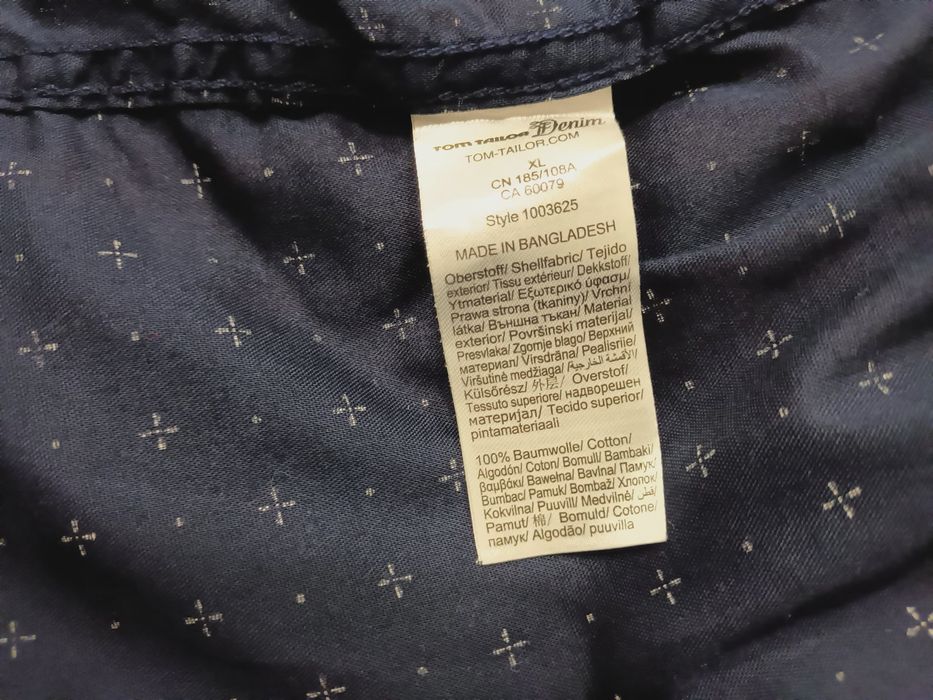 TOM TAILOR Denim
TOM-TAILOR.COM
XL
CN 185/108A
CA 60079
Style 1003625
MADE IN BANGLADESH
Oberstoff/ Shellfabric/ Tejido
exterior/ Tissu extérieur/ Dekkstoff/
Ytmaterial/ Εξωτερικό ύφασμ/
Prawa strona (tkaniny)/ Vrchní
látka/ Външна тъкан/ Material
exterior/ Površinski materijal/
Presvlaka/ Zgornje blago/ Верхний
материал/ Virsdrāna/ Pealisriie/
Viršutinė medžiaga/ الأقمشة الخارجية/
Külsőrész/ 外层/ Overstof/
Tessuto superiore/ надворешен
материјал/ Tecido superior/
pintamateriaali
100% Baumwolle/ Cotton/
Algodón/ Coton/ Bomull/ Bambaki/
βαμβάκι/ Bawełna/ Bavlna/ Памук/
Bumbac/ Pamuk/ Bombaž/ Хлопок/
Kokvilna/ Puuvill/ Medvilnė/ قطن/
Pamut/ 棉/ Bomuld/ Cotone/
памук/ Algodão/ puuvilla